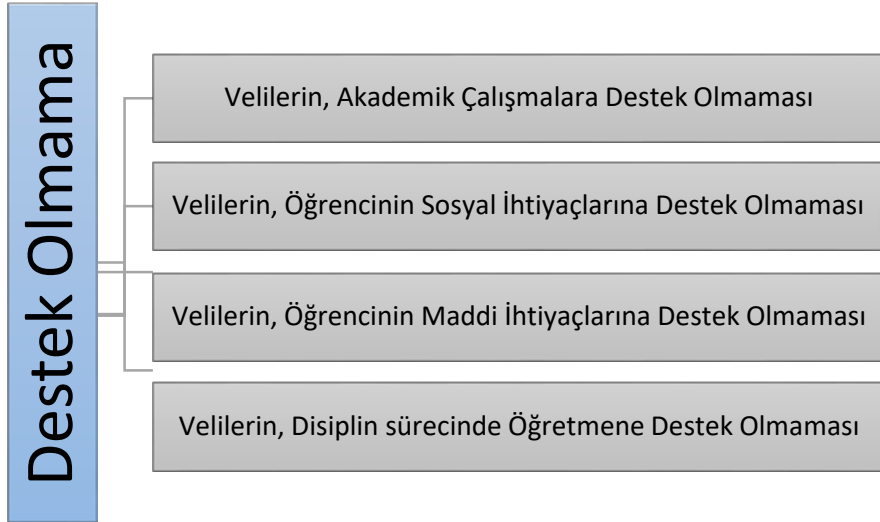 Destek Olmama
Velilerin, Akademik Çalışmalara Destek Olmaması
Velilerin, Öğrencinin Sosyal İhtiyaçlarına Destek Olmaması
Velilerin, Öğrencinin Maddi İhtiyaçlarına Destek Olmaması
Velilerin, Disiplin sürecinde Öğretmene Destek Olmaması